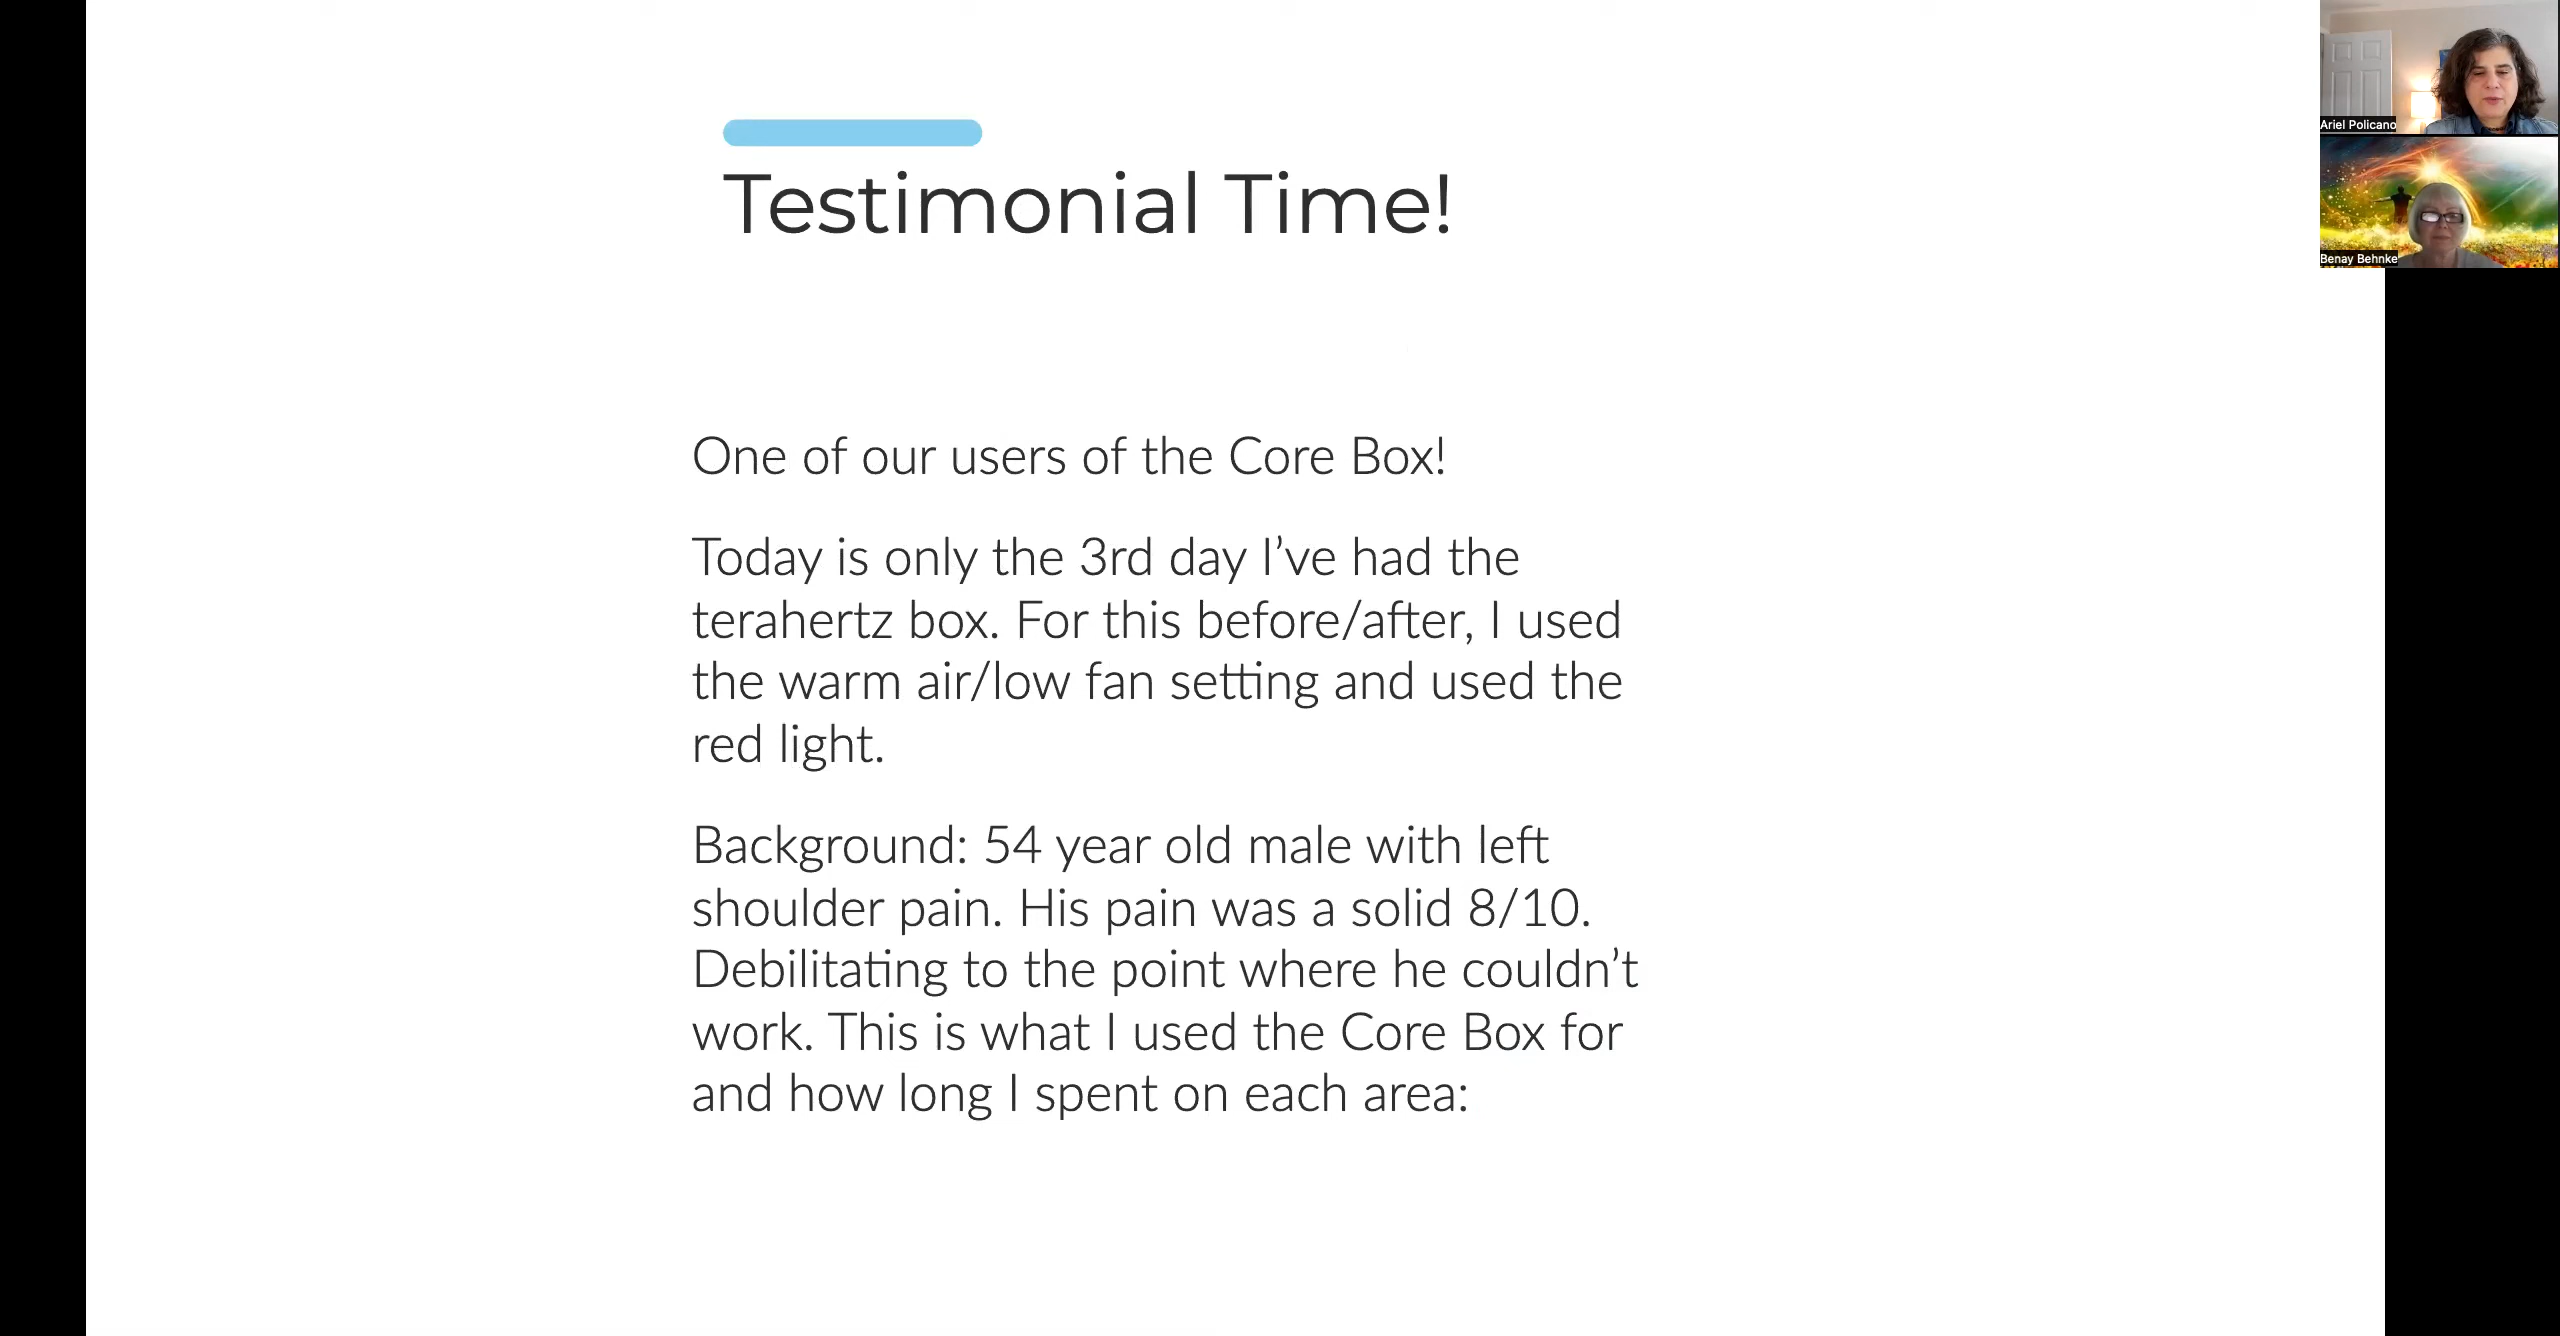 Testimonial Time!
One of our users of the Core Box!
Today is only the 3rd day I’ve had the
terahertz box. For this before/after, I used
the warm air/low fan setting and used the
red light.
Background: 54 year old male with left
shoulder pain. His pain was a solid 8/10.
Debilitating to the point where he couldn’t
work. This is what I used the Core Box for
and how long I spent on each area:
Ariel Policano
Benay Behnke